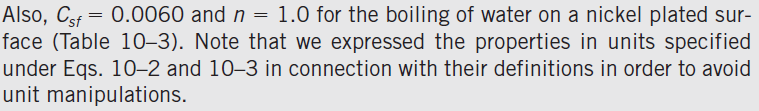 Also, Csf = 0.0060 and n = 1.0 for the boiling of water on a nickel plated sur-
face (Table 10–3). Note that we expressed the properties in units specified
under Eqs. 10–2 and 10–3 in connection with their definitions in order to avoid
unit manipulations.